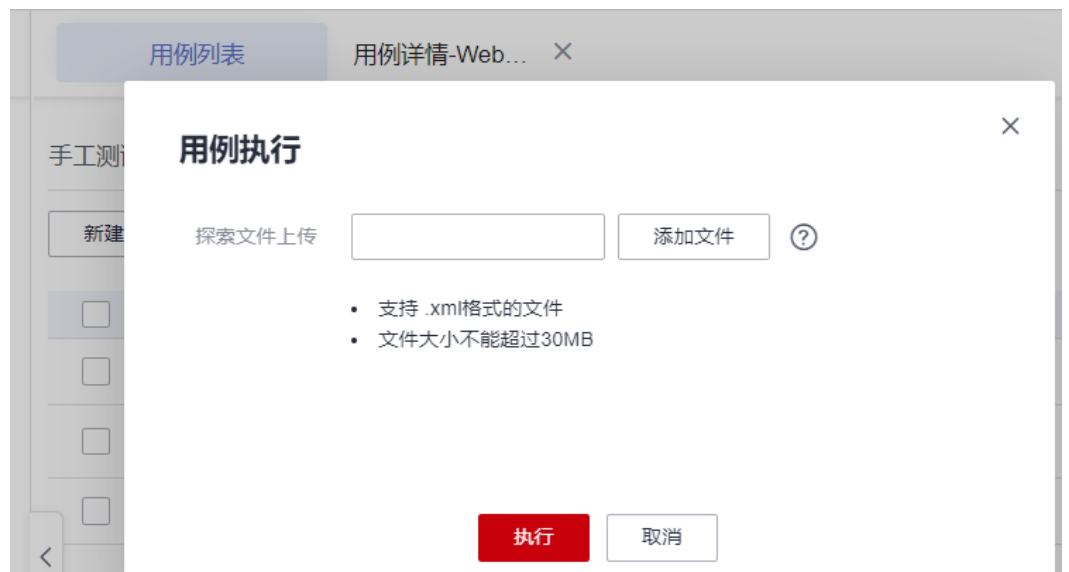 用例列表
用例详情-Web...
手工测
用例执行
新建
探索文件上传
添加文件
?
• 支持 .xml格式的文件
• 文件大小不能超过30MB
执行
取消